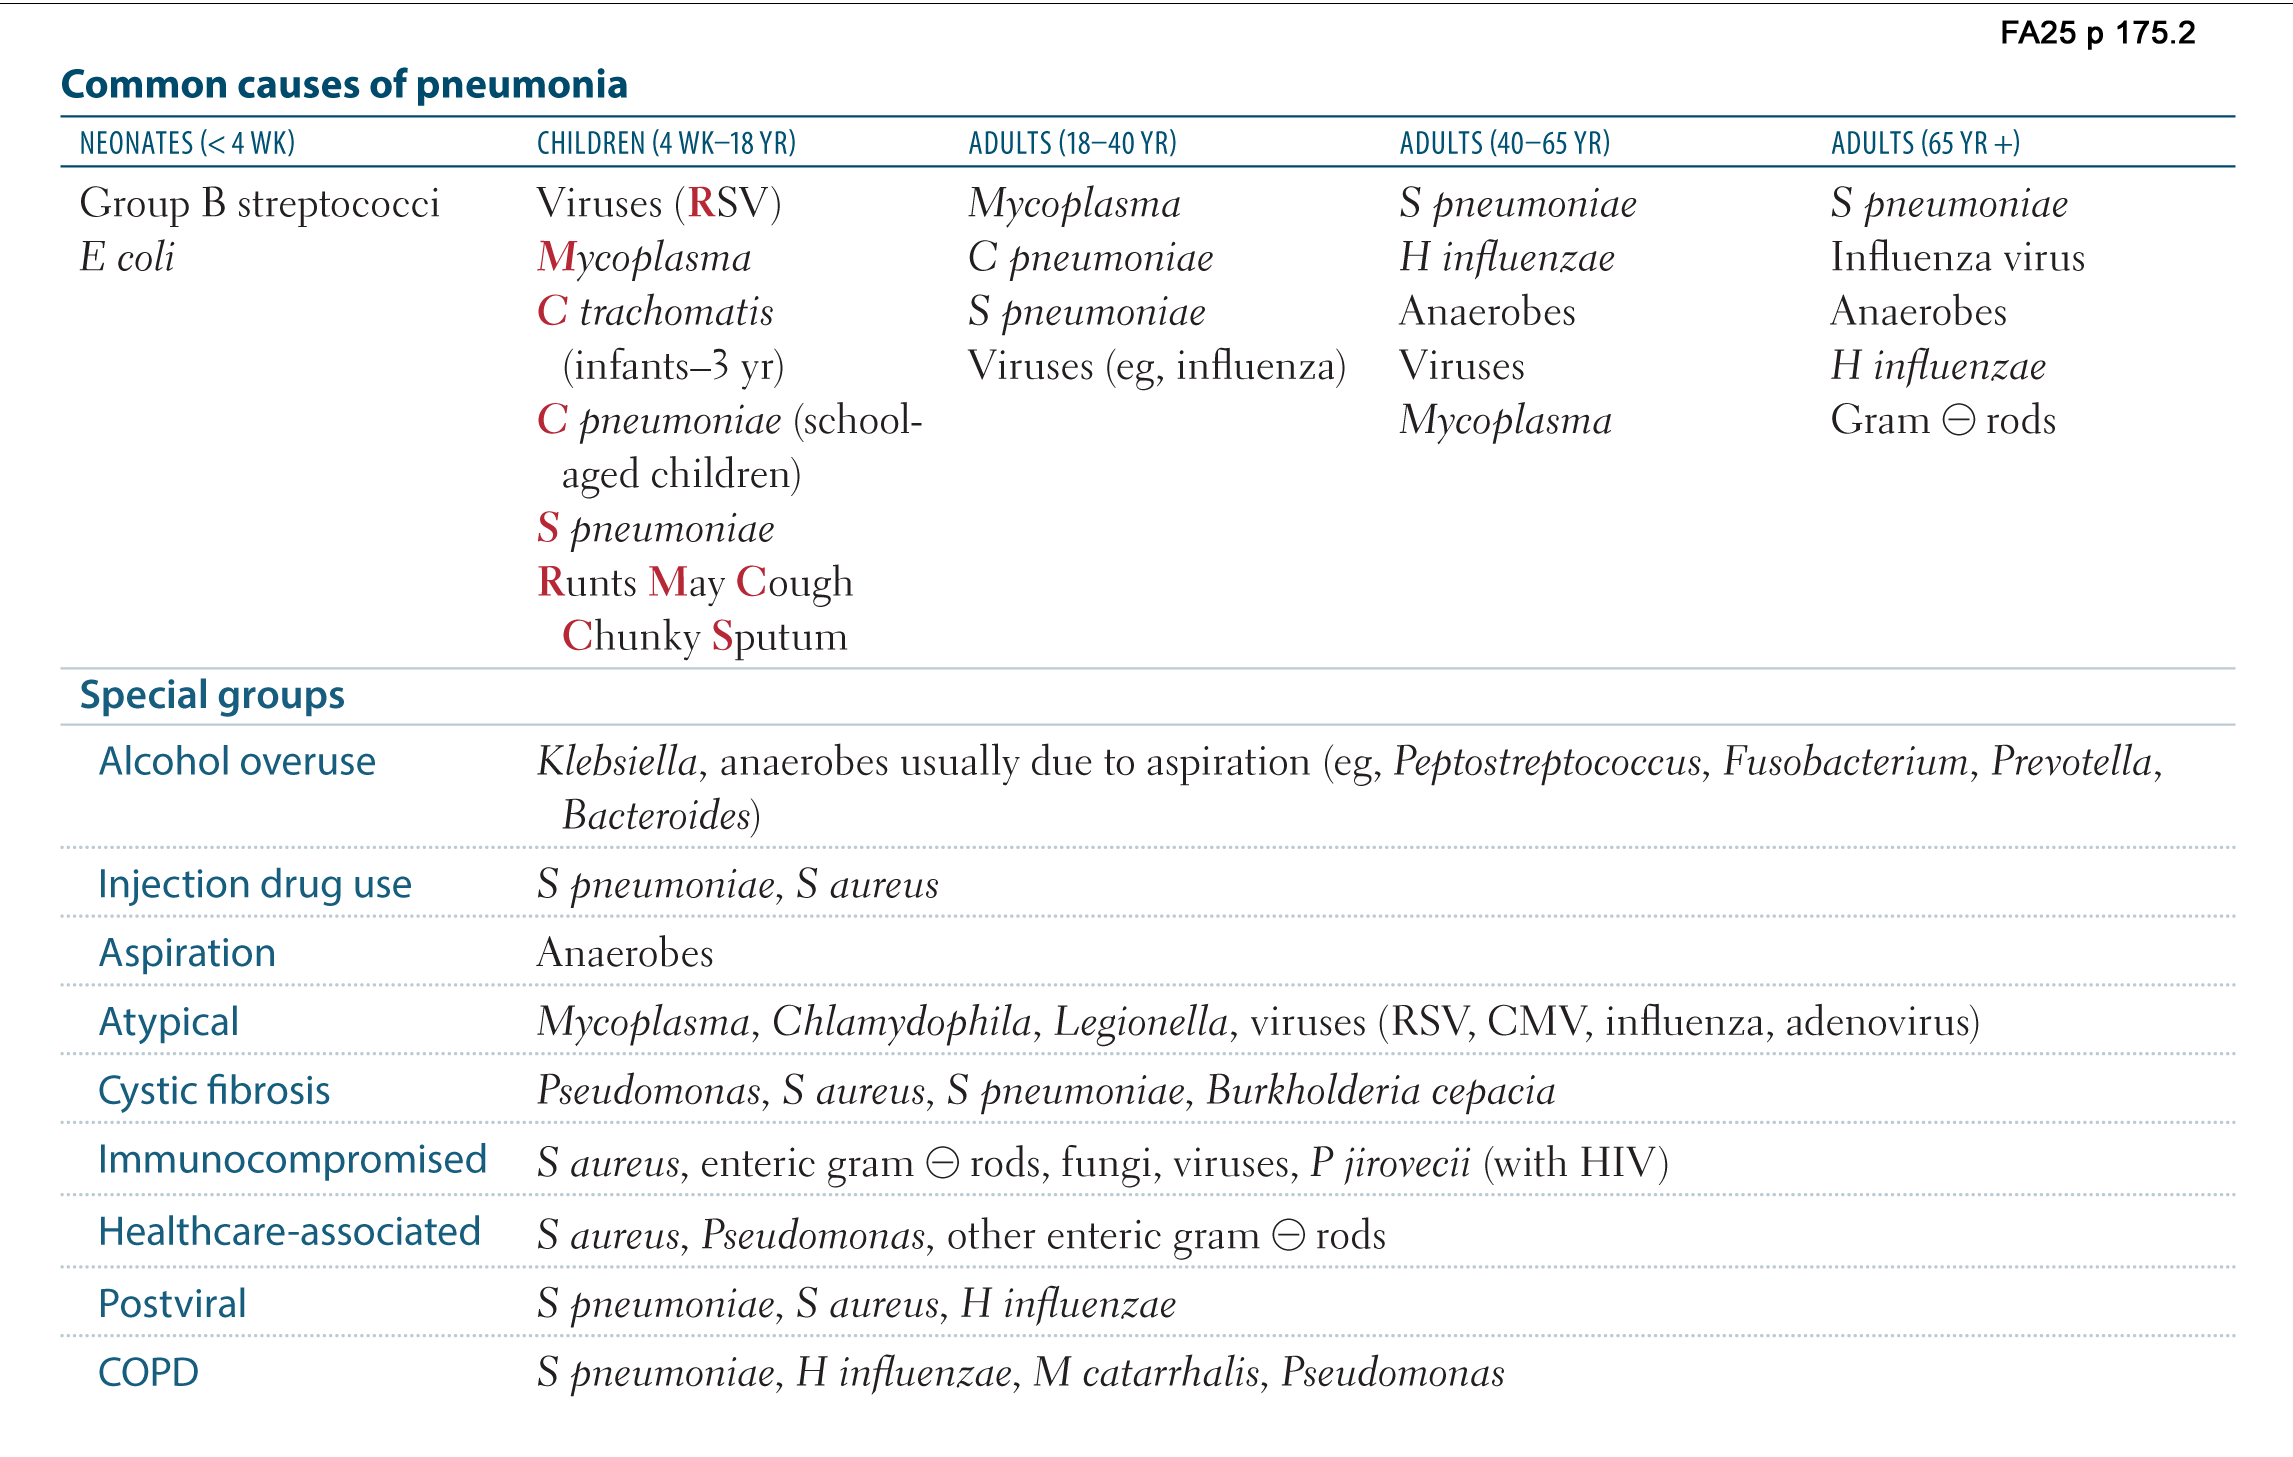 FA25 p 175.2
Common causes of pneumonia
NEONATES (< 4 WK) CHILDREN (4 WK–18 YR) ADULTS (18–40 YR) ADULTS (40–65 YR) ADULTS (65 YR +)
Group B streptococci Viruses (RSV) Mycoplasma S pneumoniae S pneumoniae
E coli Mycoplasma C pneumoniae H influenzae Influenza virus
C trachomatis S pneumoniae Anaerobes Anaerobes
(infants–3 yr) Viruses (eg, influenza) Viruses H influenzae
C pneumoniae (school- Mycoplasma Gram ⊖ rods
aged children)
S pneumoniae
Runts May Cough
Chunky Sputum
Special groups
Alcohol overuse Klebsiella, anaerobes usually due to aspiration (eg, Peptostreptococcus, Fusobacterium, Prevotella,
Bacteroides)
Injection drug use S pneumoniae, S aureus
Aspiration Anaerobes
Atypical Mycoplasma, Chlamydophila, Legionella, viruses (RSV, CMV, influenza, adenovirus)
Cystic fibrosis Pseudomonas, S aureus, S pneumoniae, Burkholderia cepacia
Immunocompromised S aureus, enteric gram ⊖ rods, fungi, viruses, P jirovecii (with HIV)
Healthcare-associated S aureus, Pseudomonas, other enteric gram ⊖ rods
Postviral S pneumoniae, S aureus, H influenzae
COPD S pneumoniae, H influenzae, M catarrhalis, Pseudomonas